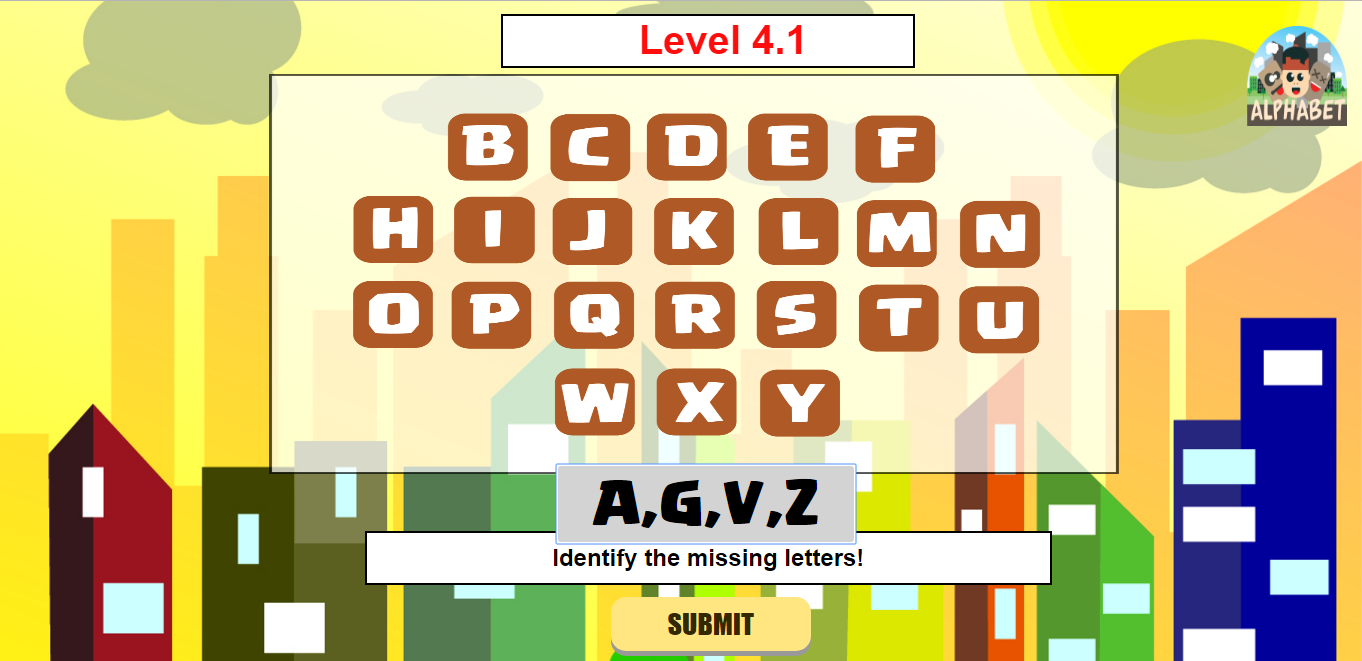 Level 4.1
ALPHABET
B C D E F
H I J K L M N
O P Q R S T U
W X Y
A,G,V,Z
Identify the missing letters!
SUBMIT